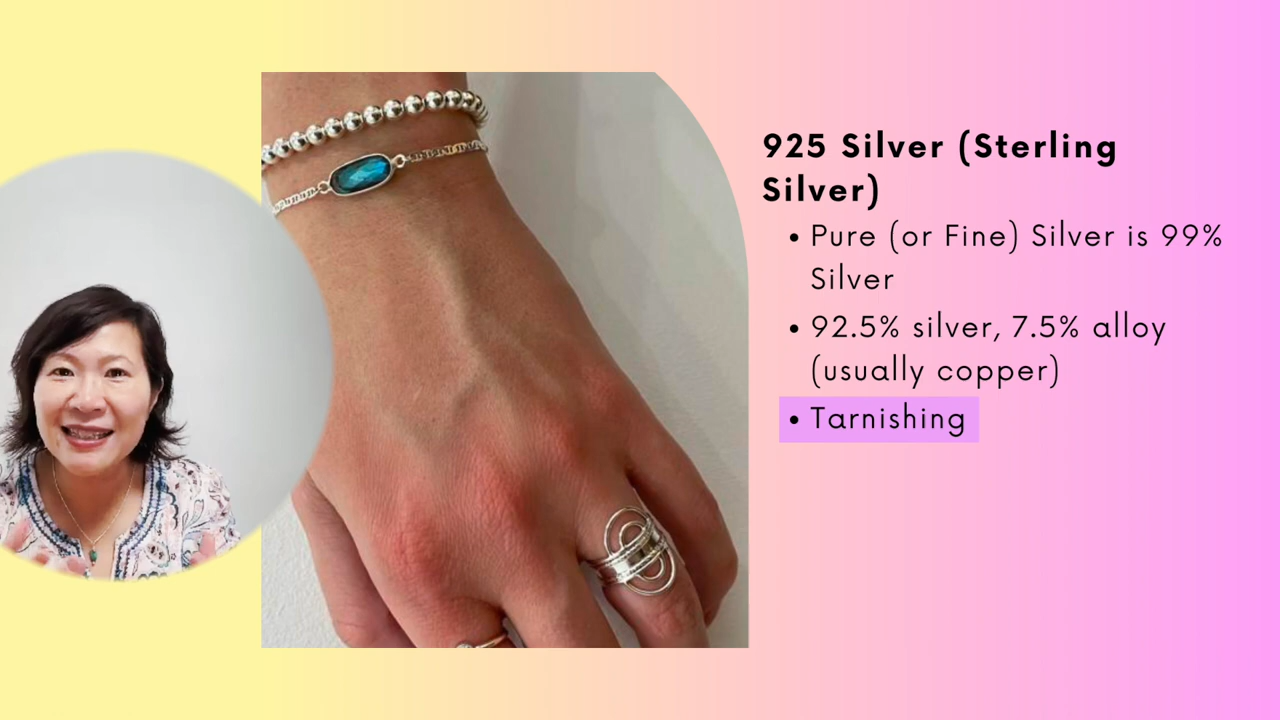 925 Silver (Sterling
Silver)
• Pure (or Fine) Silver is 99%
Silver
• 92.5% silver, 7.5% alloy
(usually copper)
• Tarnishing